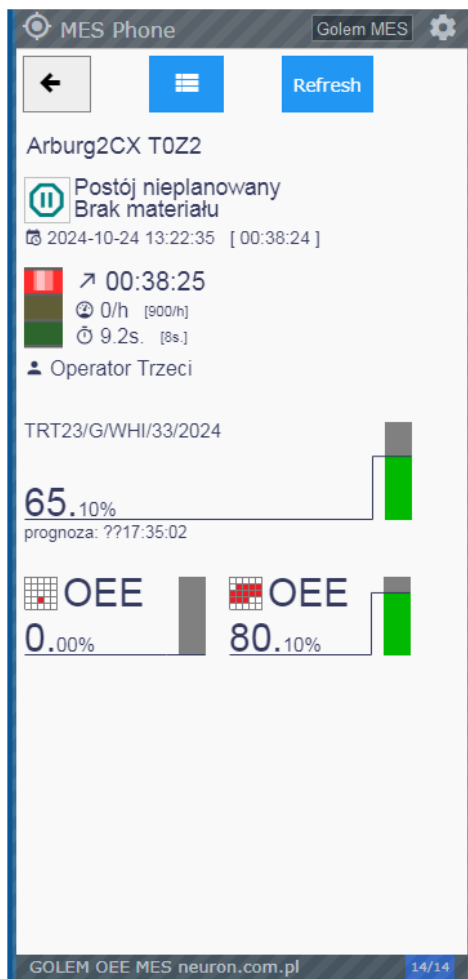 MES Phone Golem MES
Refresh
Arburg2CX T0Z2
Postój nieplanowany
Brak materiału
2024-10-24 13:22:35 [ 00:38:24 ]
00:38:25
0/h [900/h]
9.2s. [8s.]
Operator Trzeci
TRT23/G/WHI/33/2024
65.10%
prognoza: ??17:35:02
OEE OEE
0.00% 80.10%
GOLEM OEE MES neuron.com.pl 14/14